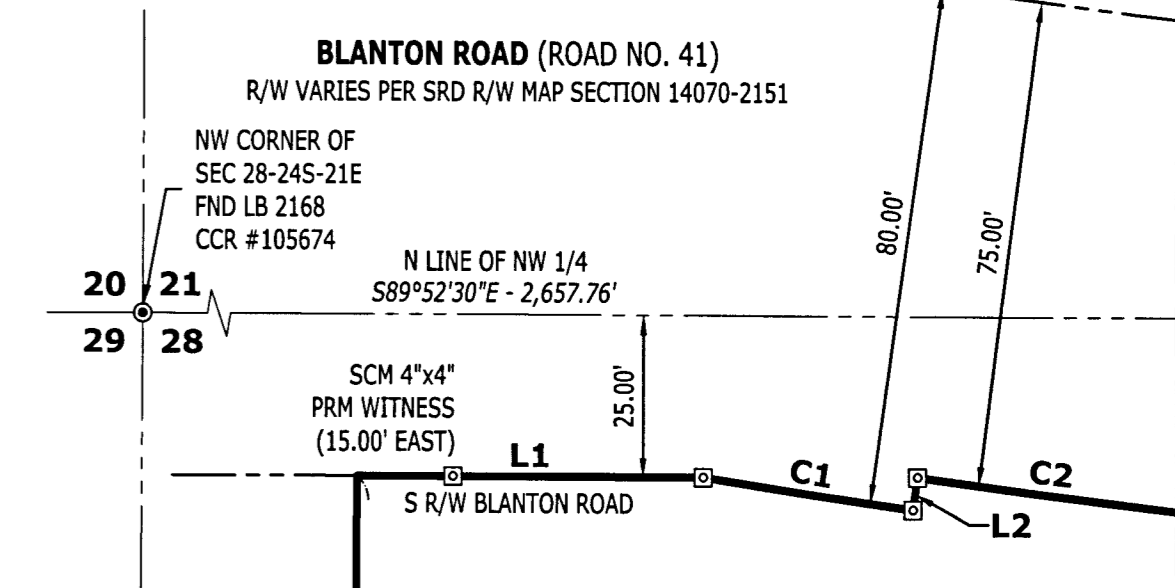 BLANTON ROAD (ROAD NO. 41)
R/W VARIES PER SRD R/W MAP SECTION 14070-2151
NW CORNER OF
SEC 28-24S-21E
FND LB 2168
CCR #105674
20 21
29 28
N LINE OF NW 1/4
S89°52'30"E - 2,657.76'
80.00'
75.00'
25.00'
SCM 4"x4"
PRM WITNESS
(15.00' EAST)
L1
S R/W BLANTON ROAD
C1
C2
L2